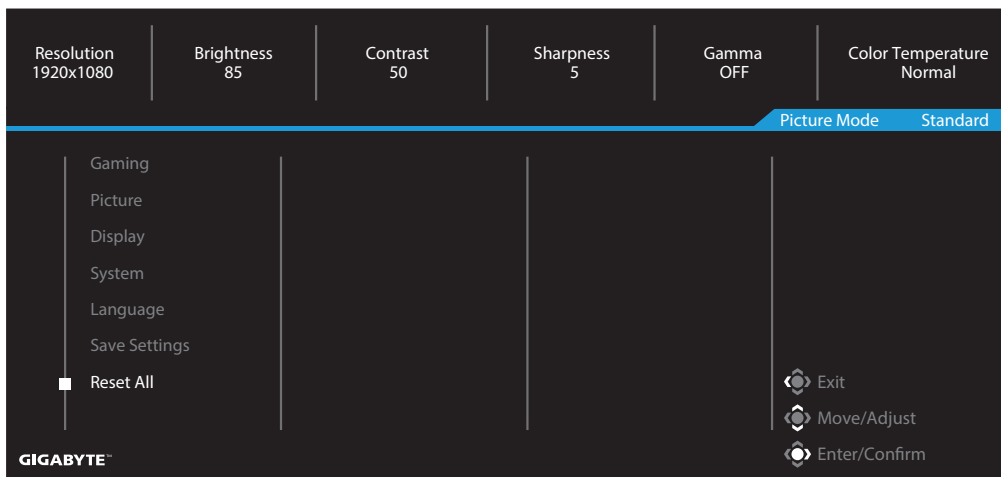 Resolution
1920x1080
Brightness
85
Contrast
50
Sharpness
5
Gamma
OFF
Color Temperature
Normal
Picture Mode Standard
Gaming
Picture
Display
System
Language
Save Settings
Reset All
Exit
Move/Adjust
Enter/Confirm
GIGABYTE™